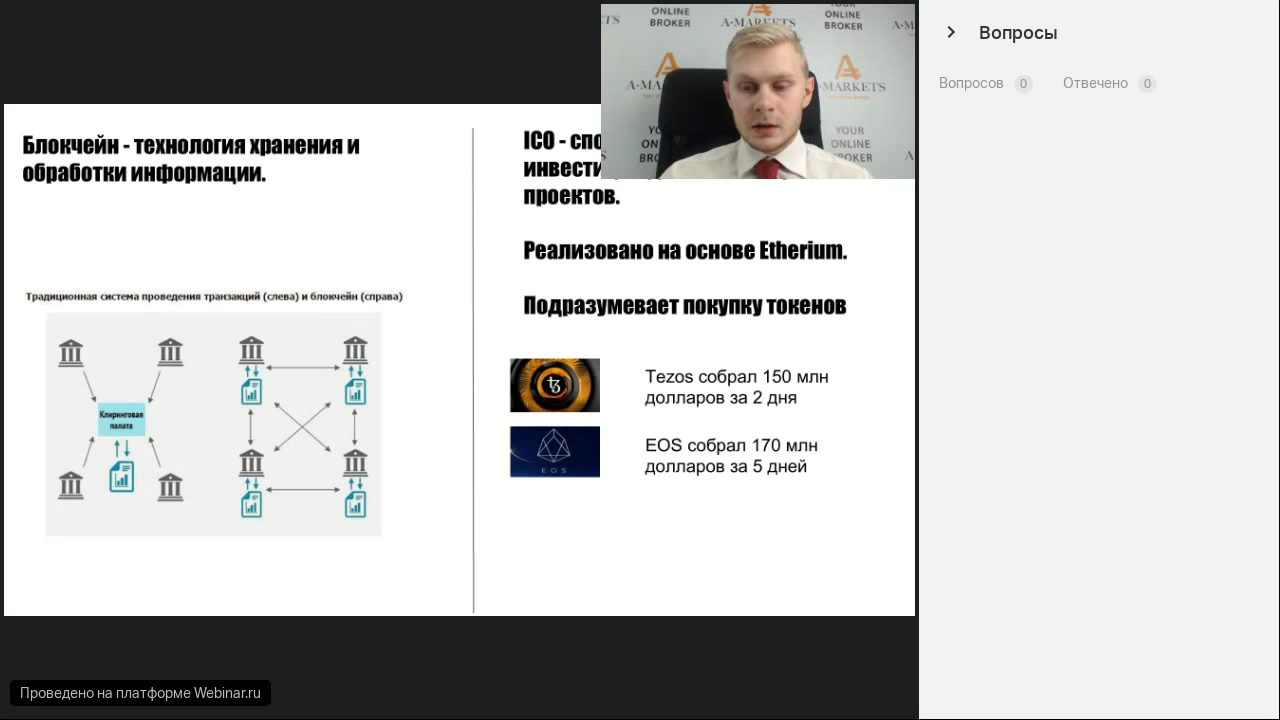 ONLINE
BROKER
A-MARKETS
YOUR
ONLINE
BROKER
A-MARKETS
A-MARKETS
YOUR
ONLINE
BROKER
Вопросы
Вопросов 0 Отвечено 0
Блокчейн - технология хранения и
обработки информации.
Традиционная система проведения транзакций (слева) и блокчейн (справа)
Клиринговая
палата
ICO -
проектов.
Реализовано на основе Etherium.
Подразумевает покупку токенов
Tezos собрал 150 млн
долларов за 2 дня
EOS
EOS собрал 170 млн
долларов за 5 дней
Проведено на платформе Webinar.ru